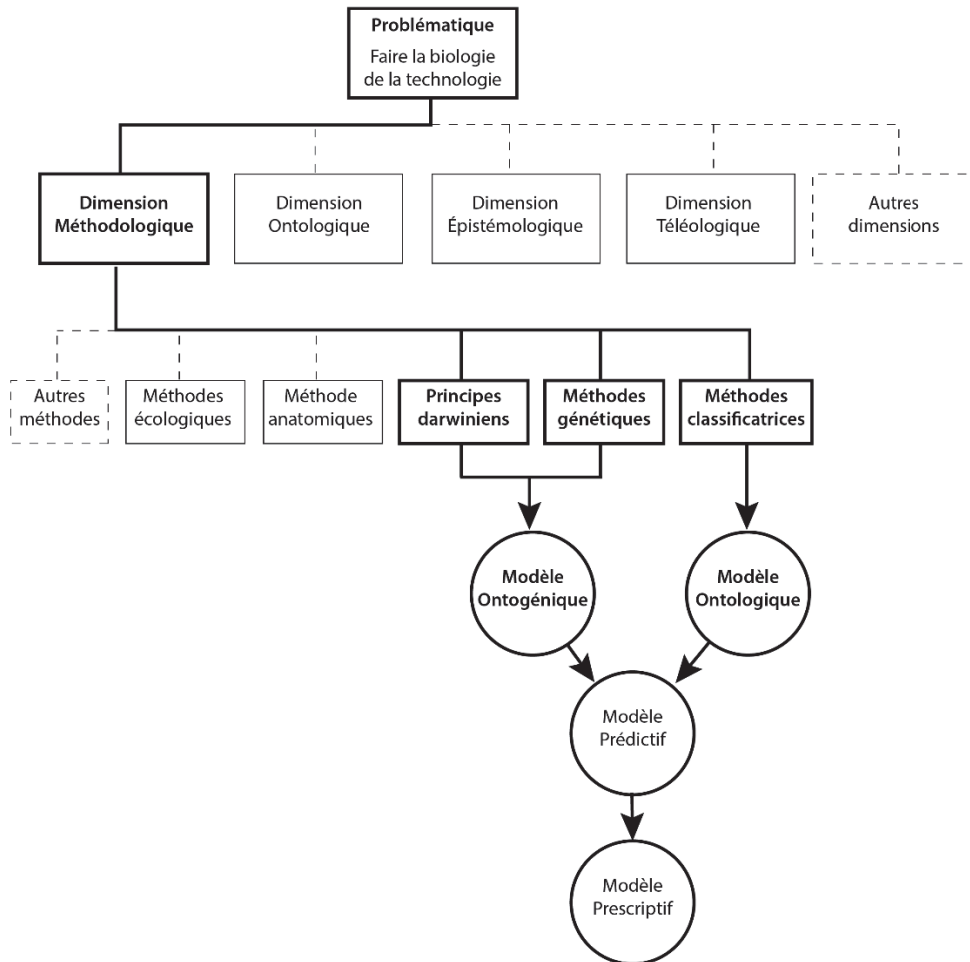 Problématique
Faire la biologie
de la technologie
Dimension
Méthodologique
Dimension
Ontologique
Dimension
Épistémologique
Dimension
Téléologique
Autres
dimensions
Autres
méthodes
Méthodes
écologiques
Méthode
anatomiques
Principes
darwiniens
Méthodes
génétiques
Méthodes
classificatrices
Modèle
Ontogénique
Modèle
Ontologique
Modèle
Prédictif
Modèle
Prescriptif